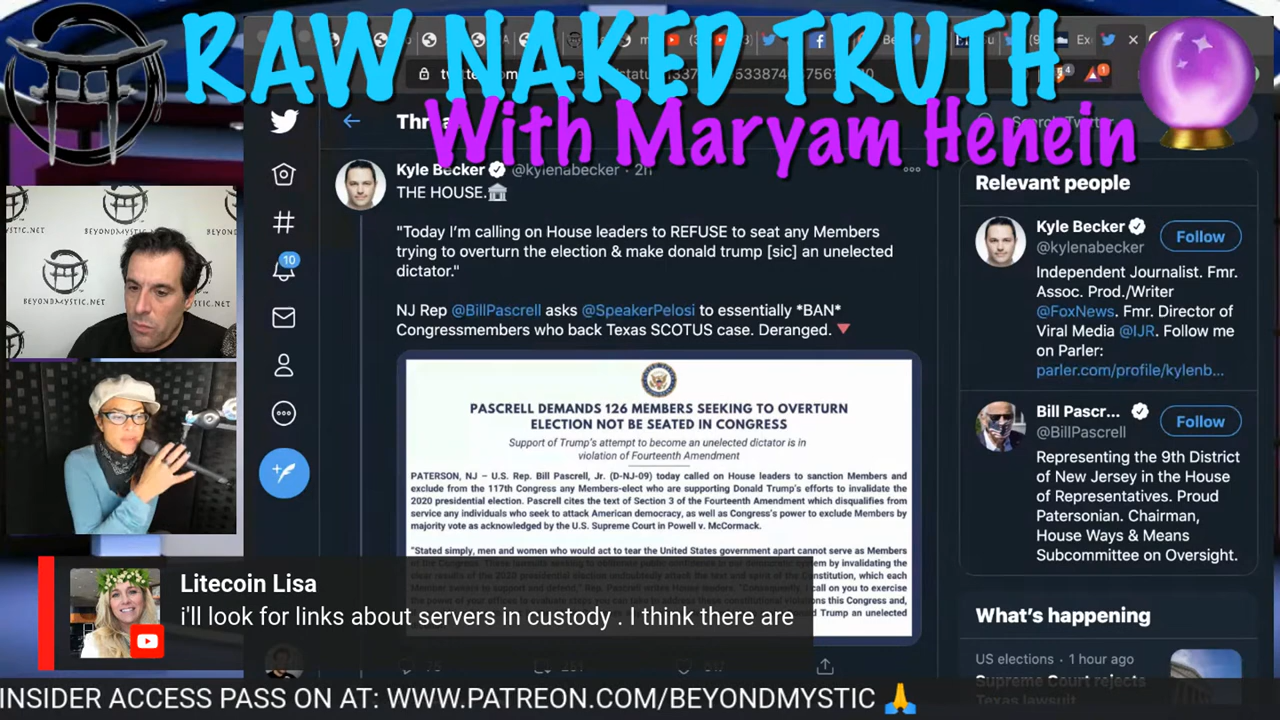 RAW NAKED TRUTH
With Maryam Henein
BEYONDMYSTIC.NET
Kyle Becker @kylenabecker · 2h
THE HOUSE.
"Today I'm calling on House leaders to REFUSE to seat any Members
trying to overturn the election & make donald trump [sic] an unelected
dictator."
NJ Rep @BillPascrell asks @SpeakerPelosi to essentially *BAN*
Congressmembers who back Texas SCOTUS case. Deranged.
PASCRELL DEMANDS 126 MEMBERS SEEKING TO OVERTURN
ELECTION NOT BE SEATED IN CONGRESS
Support of Trump's attempt to become an unelected dictator is in
violation of Fourteenth Amendment
PATERSON, NJ – U.S. Rep. Bill Pascrell, Jr. (D-NJ-09) today called on House leaders to sanction Members and
exclude from the 117th Congress any Members-elect who are supporting Donald Trump's efforts to invalidate the
2020 presidential election. Pascrell cites the text of Section 3 of the Fourteenth Amendment which disqualifies from
service any individuals who seek to attack American democracy, as well as Congress's power to exclude Members by
majority vote as acknowledged by the U.S. Supreme Court in Powell v. McCormack.
"Stated simply, men and women who would act to tear the United States government apart cannot serve as Members
10
Relevant people
Kyle Becker
@kylenabecker
Follow
Independent Journalist. Fmr.
Assoc. Prod./Writer
@FoxNews. Fmr. Director of
Viral Media @IJR. Follow me
on Parler:
parler.com/profile/kylenb...
Bill Pascr...
@BillPascrell
Follow
Representing the 9th District
of New Jersey in the House
of Representatives. Proud
Patersonian. Chairman,
House Ways & Means
Subcommittee on Oversight.
What's happening
US elections · 1 hour ago
Supreme Court rejects
Texas lawsuit
Litecoin Lisa
i'll look for links about servers in custody . I think there are
INSIDER ACCESS PASS ON AT: WWW.PATREON.COM/BEYONDMYSTIC